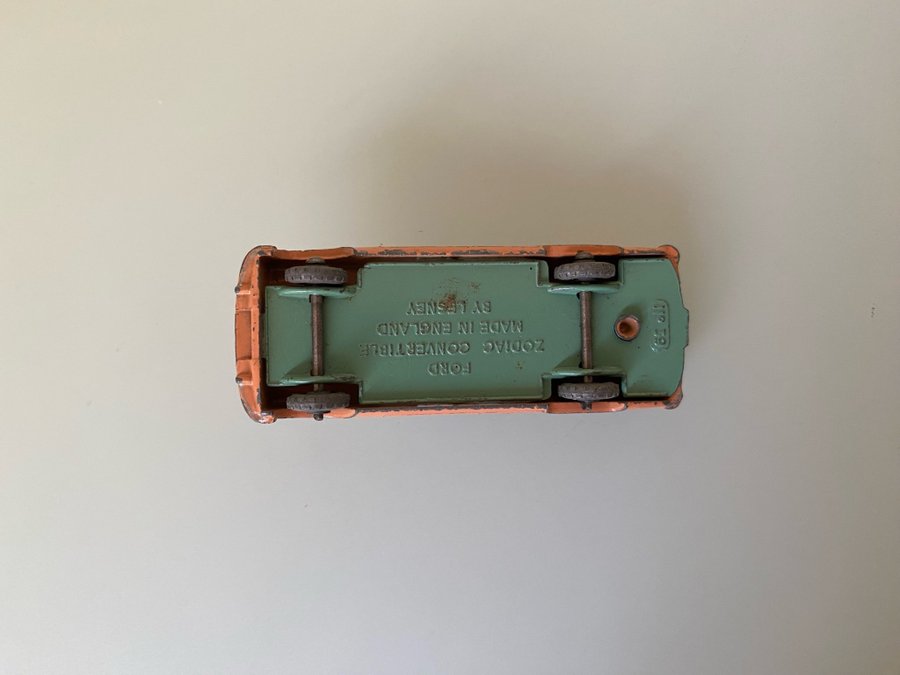 FORD
ZODIAC CONVERTIBLE
MADE IN ENGLAND
BY LESNEY